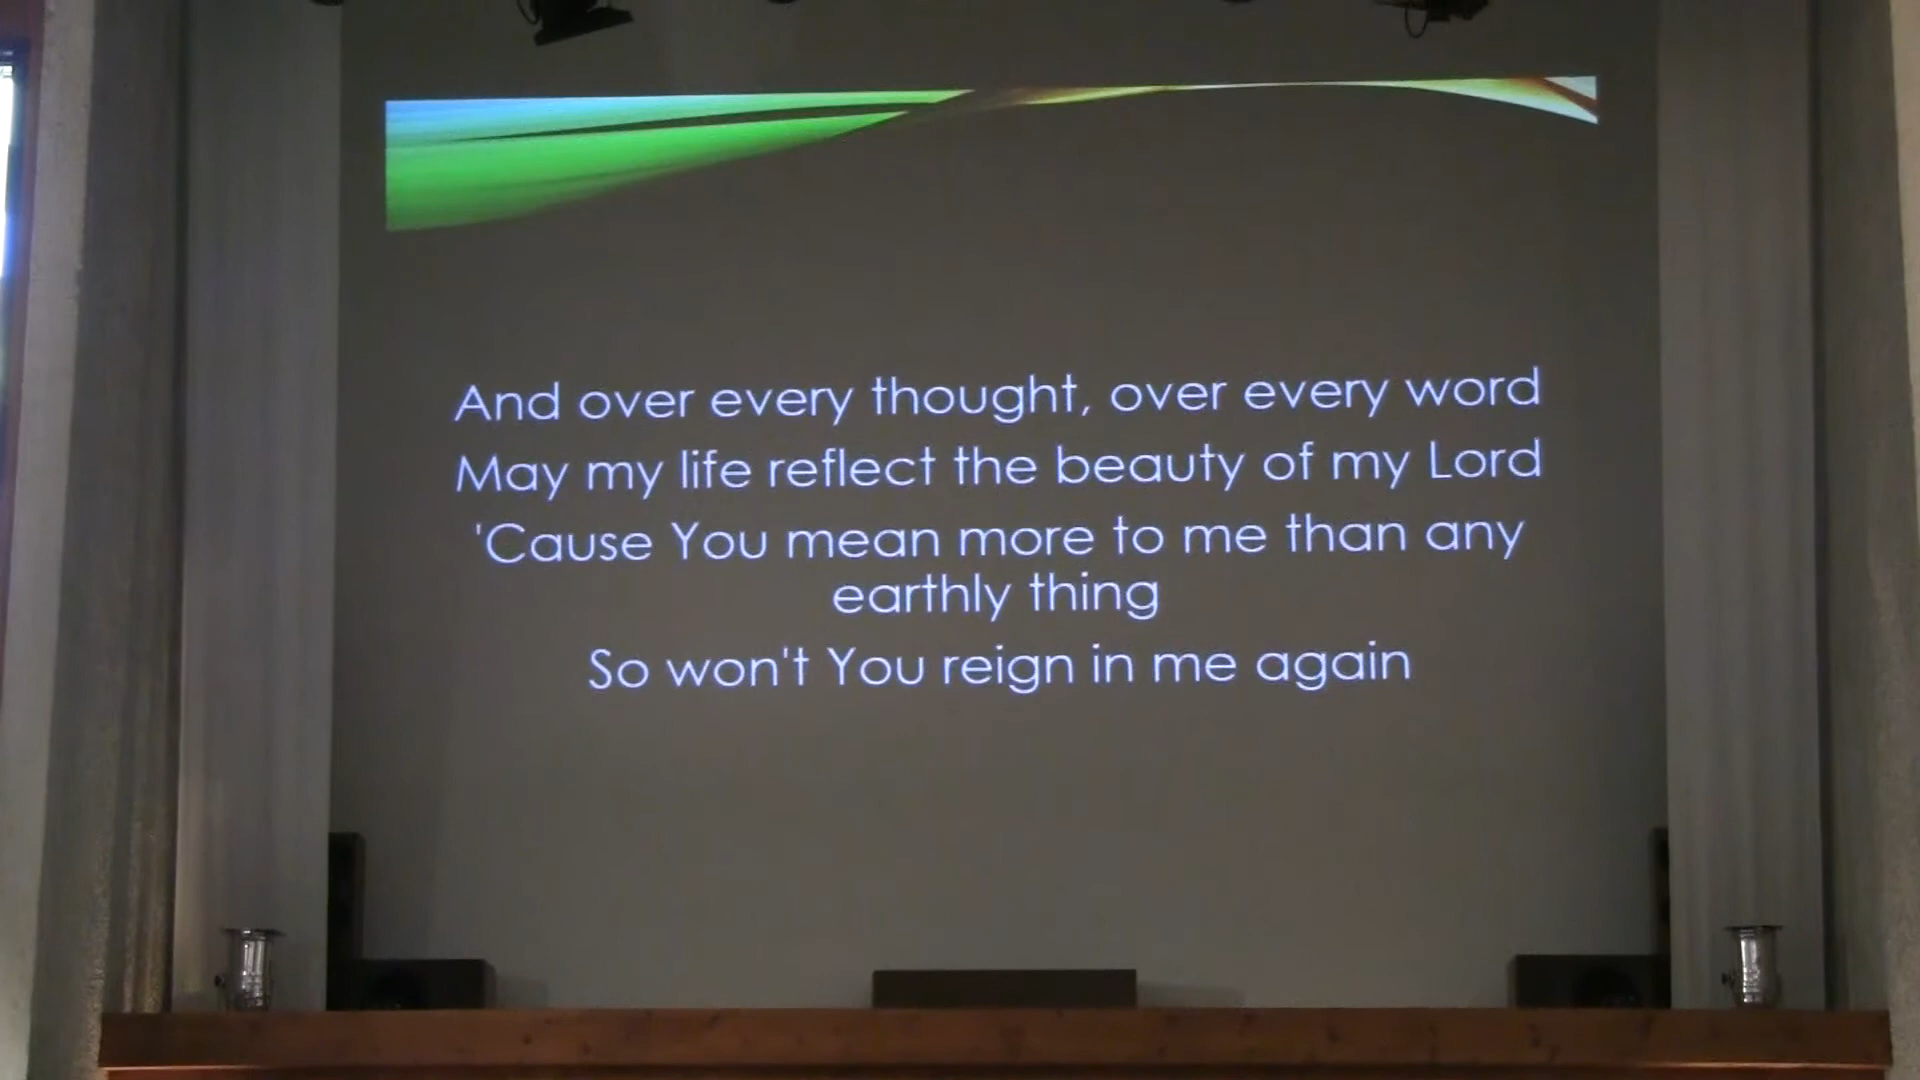 And over every thought, over every word
May my life reflect the beauty of my Lord
'Cause You mean more to me than any
earthly thing
So won't You reign in me again